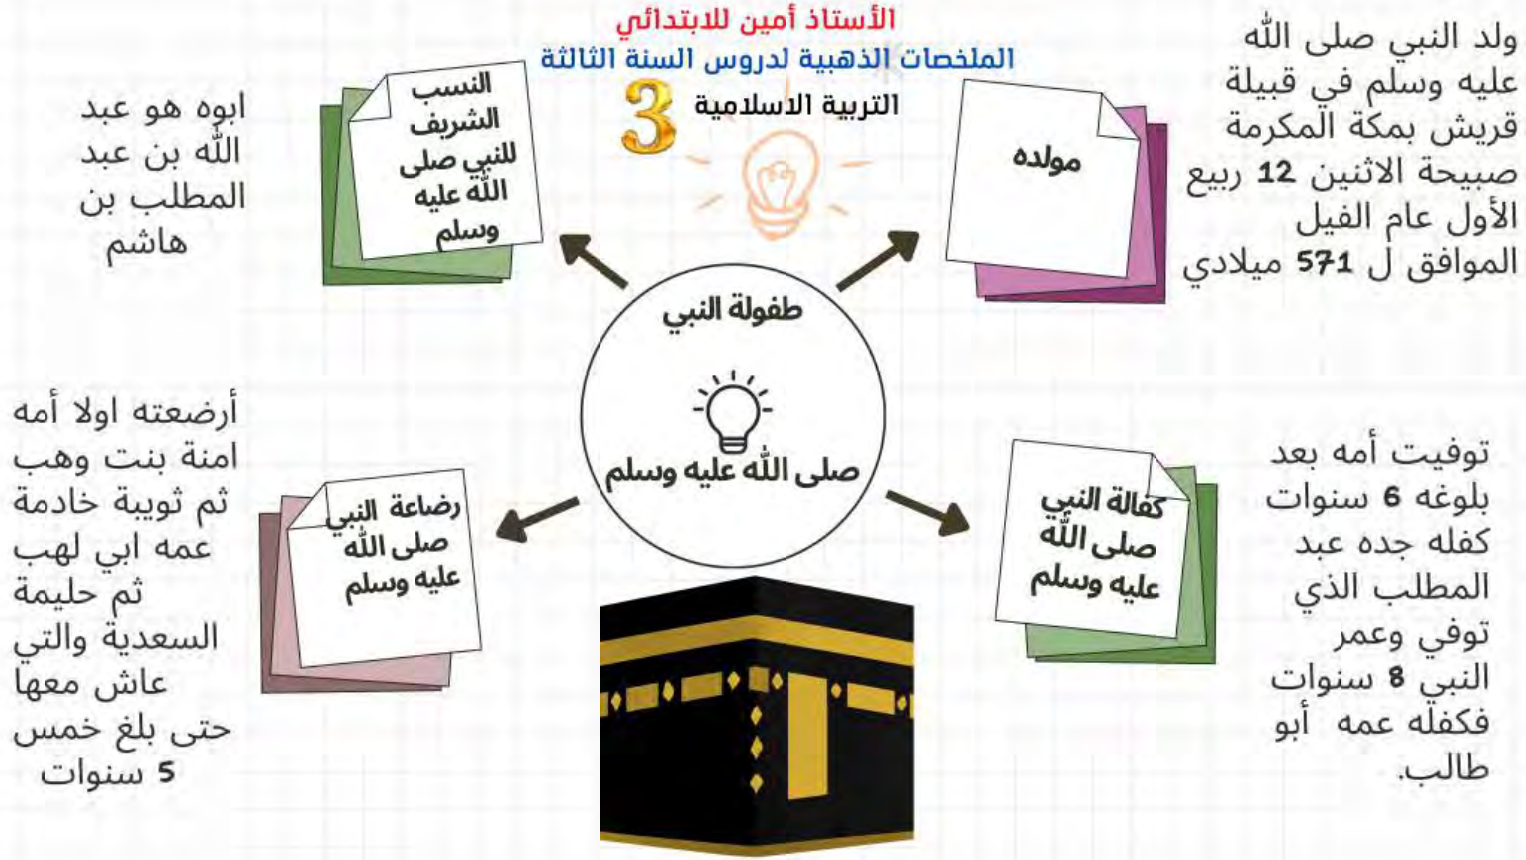 الأستاذ أمين للابتدائي
الملخصات الذهبية لدروس السنة الثالثة
التربية الاسلامية 3
ولد النبي صلى الله
عليه وسلم في قبيلة
قريش بمكة المكرمة
صبيحة الاثنين 12 ربيع
الأول عام الفيل
الموافق ل 571 ميلادي
مولده
النسب
الشريف
للنبي صلى
الله عليه
وسلم
ابوه هو عبد
الله بن عبد
المطلب بن
هاشم
طفولة النبي
صلى الله عليه وسلم
توفيت أمه بعد
بلوغه 6 سنوات
كفله جده عبد
المطلب الذي
توفي وعمر
النبي 8 سنوات
فكفله عمه أبو
طالب.
كفالة النبي
صلى الله
عليه وسلم
رضاعة النبي
صلى الله
عليه وسلم
أرضعته اولا أمه
امنة بنت وهب
ثم ثويبة خادمة
عمه ابي لهب
ثم حليمة
السعدية والتي
عاش معها
حتى بلغ خمس
5 سنوات